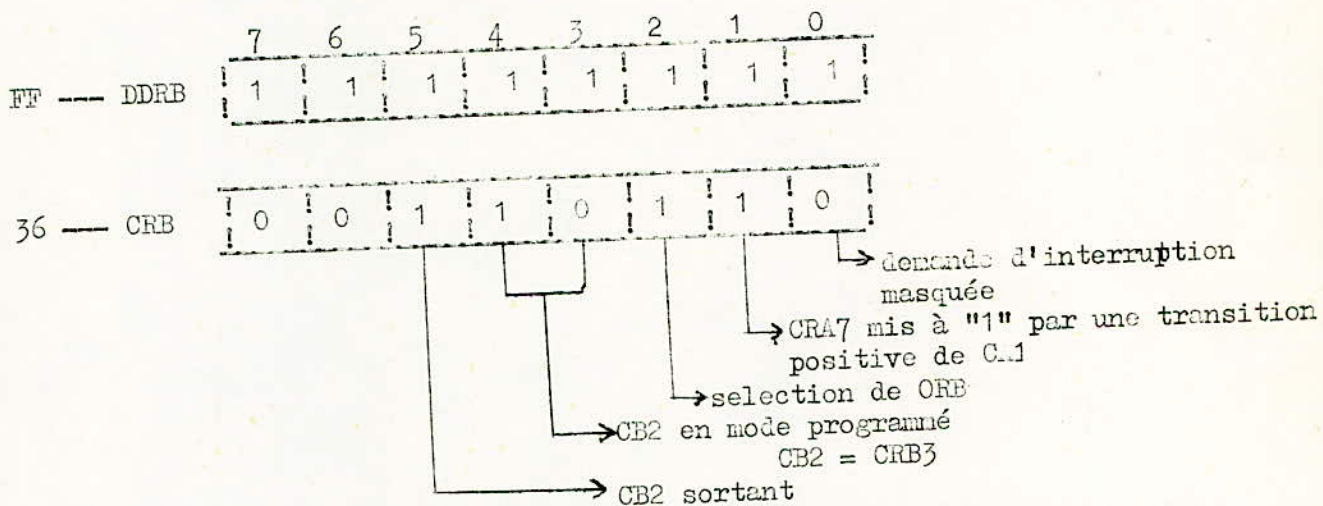 7 6 5 4 3 2 1 0
FF --- DDRB 1 1 1 1 1 1 1 1
36 --- CRB 0 0 1 1 0 1 1 0
demande d'interruption
masquée
CRA7 mis à "1" par une transition
positive de
selection de ORB
CB2 en mode programmé
CB2 = CRB3
CB2 sortant